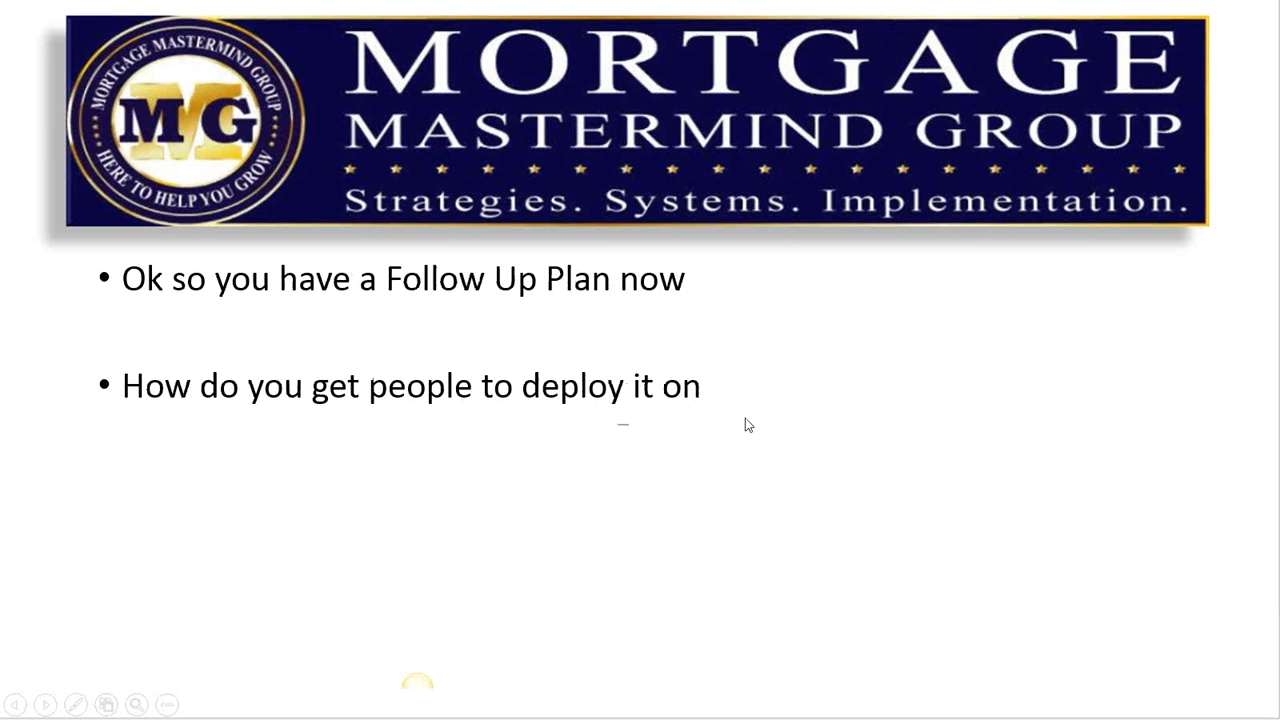 MORTGAGE MASTERMIND GROUP
MG
HERE TO HELP YOU GROW
MORTGAGE
MASTERMIND GROUP
Strategies. Systems. Implementation.
• Ok so you have a Follow Up Plan now
• How do you get people to deploy it on